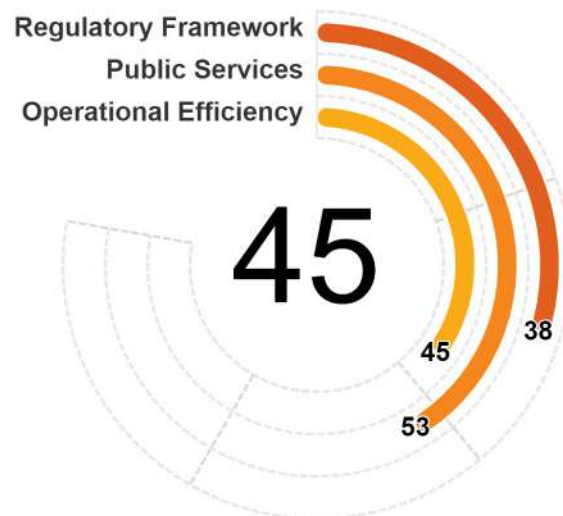 Regulatory Framework
Public Services
Operational Efficiency
45
38
45
53